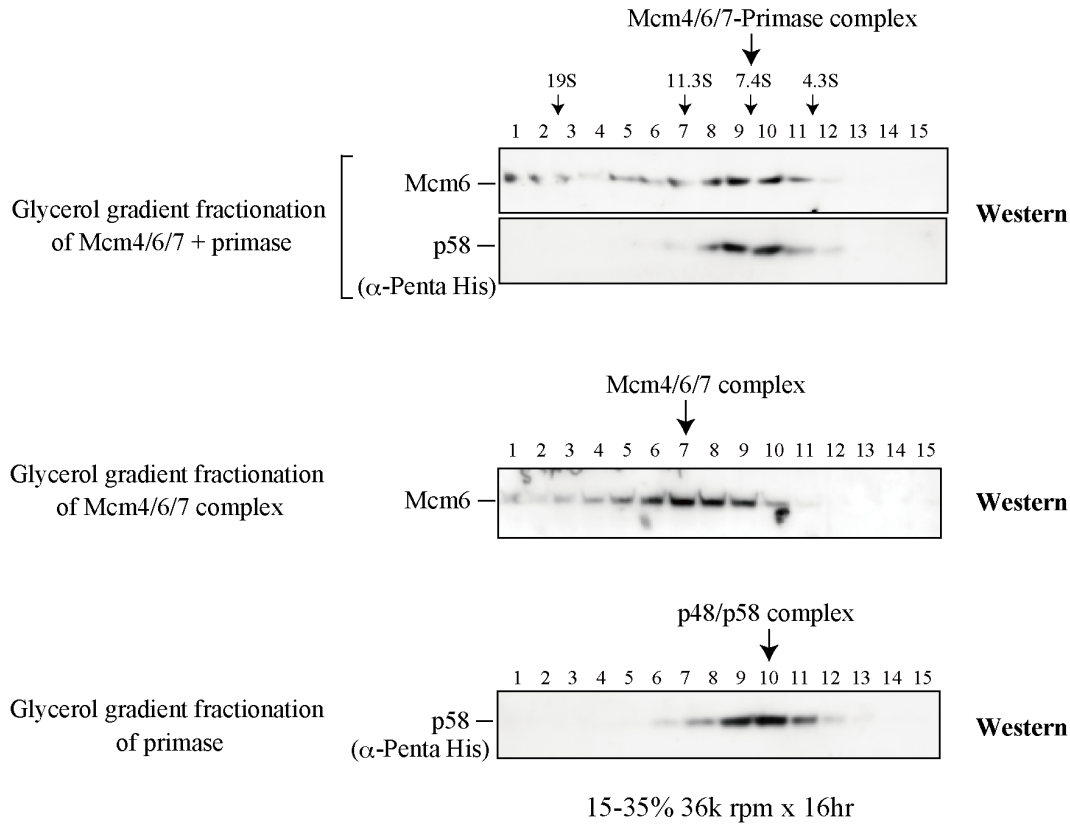 Mcm4/6/7-Primase complex
19S 11.3S 7.4S 4.3S
1 2 3 4 5 6 7 8 9 10 11 12 13 14 15
Glycerol gradient fractionation
of Mcm4/6/7 + primase
Mcm6
p58
(α-Penta His)
Western
Mcm4/6/7 complex
1 2 3 4 5 6 7 8 9 10 11 12 13 14 15
Glycerol gradient fractionation
of Mcm4/6/7 complex
Mcm6
Western
p48/p58 complex
1 2 3 4 5 6 7 8 9 10 11 12 13 14 15
Glycerol gradient fractionation
of primase
p58
(α-Penta His)
Western
15-35% 36k rpm x 16hr